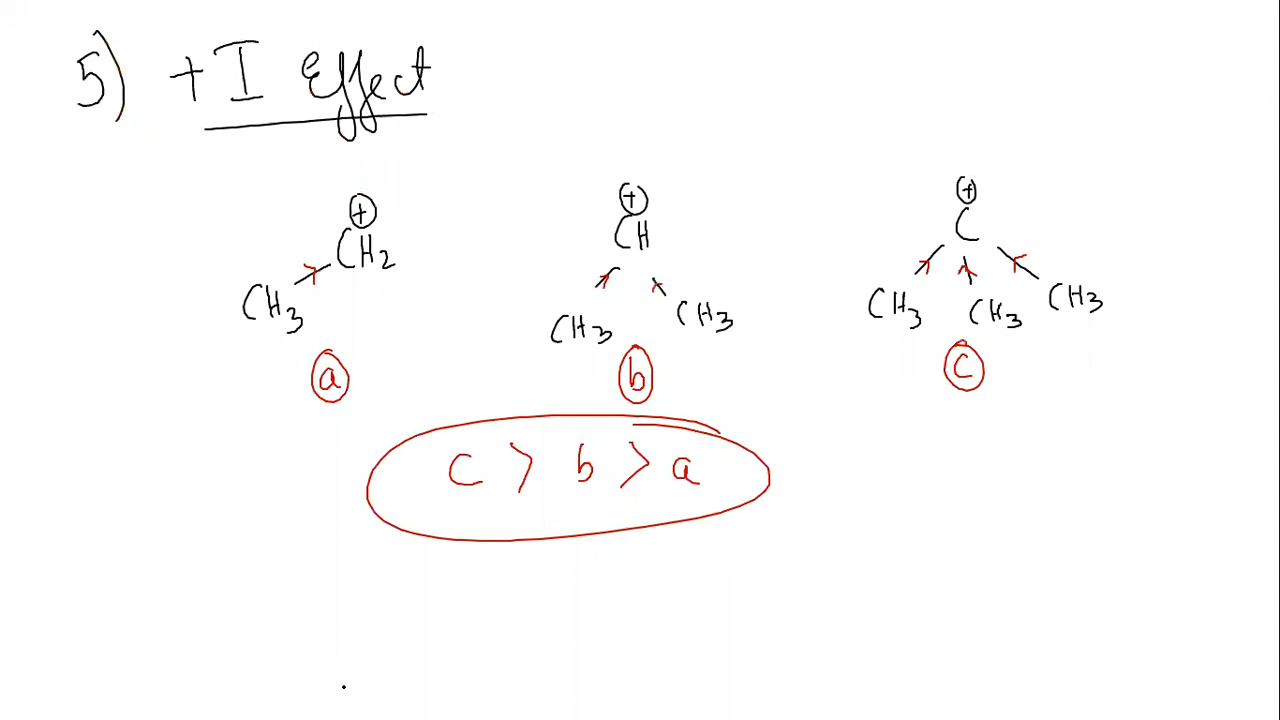 5) +I Effect
⊕ ⊕ ⊕
CH2 CH C
CH3 CH3 CH3 CH3 CH3 CH3
a b c
c > b > a